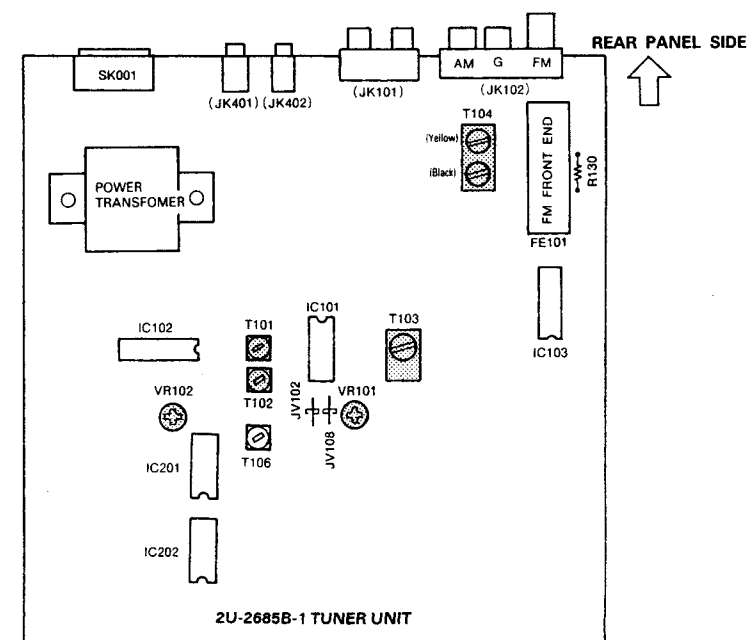 REAR PANEL SIDE
SK001
AM G FM
(JK401) (JK402)
(JK101)
(JK102)
T104
(Yellow)
(Black)
FM FRONT END
R130
FE101
POWER
TRANSFOMER
IC101
IC102
T101
T103
IC103
T102
JV102
VR101
VR102
JV108
T106
IC201
IC202
2U-2685B-1 TUNER UNIT